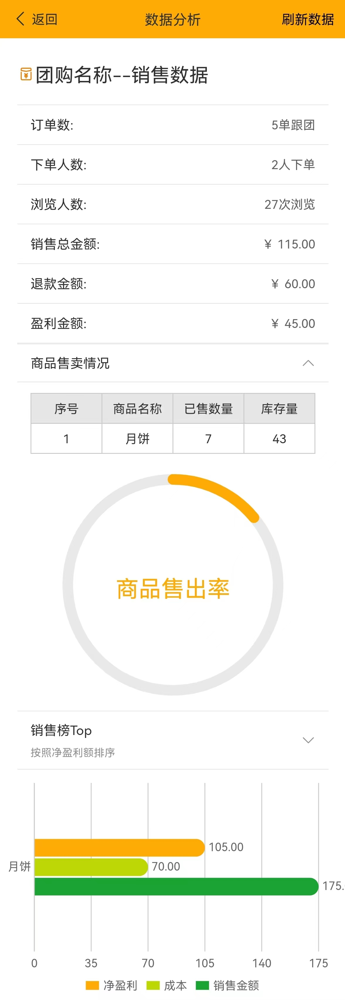 返回 数据分析 刷新数据
团购名称--销售数据
订单数: 5单跟团
下单人数: 2人下单
浏览人数: 27次浏览
销售总金额: ¥ 115.00
退款金额: ¥ 60.00
盈利金额: ¥ 45.00
商品售卖情况
序号 商品名称 已售数量 库存量
1 月饼 7 43
商品售出率
销售榜Top
按照净盈利额排序
105.00
月饼 70.00
175.
0 35 70 105 140 175
净盈利 成本 销售金额